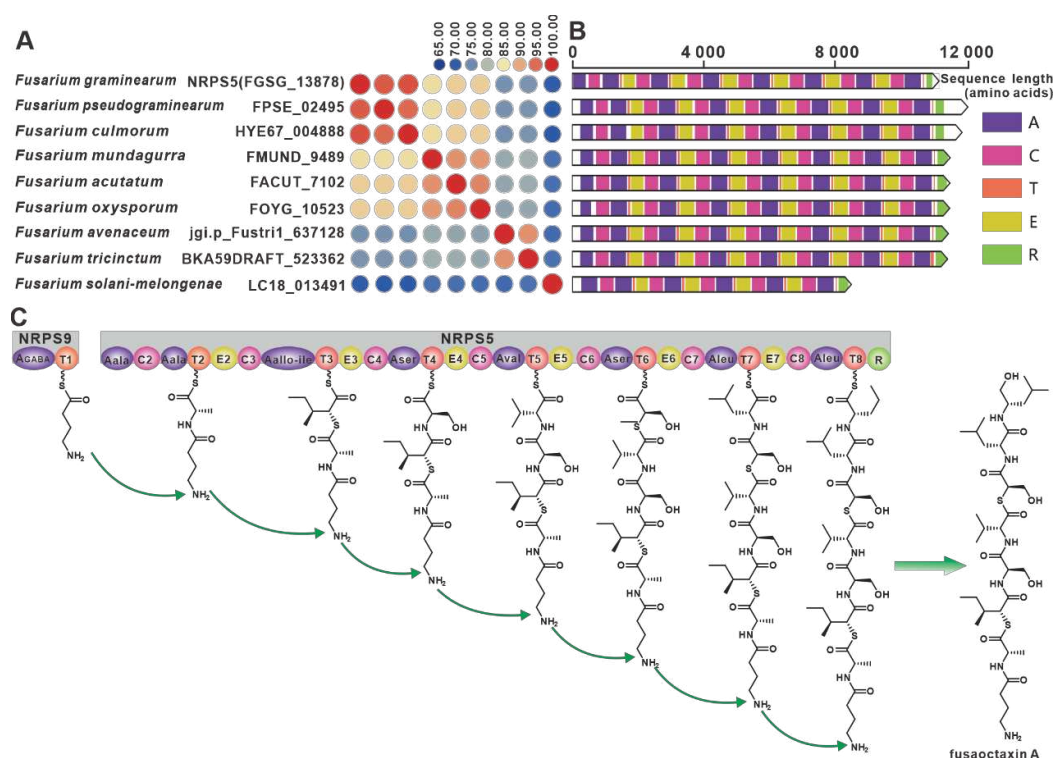 A
65.00
70.00
75.00
80.00
85.00
90.00
95.00
100.00
B
0 4 000 8 000 12 000
Sequence length
(amino acids)
Fusarium graminearum NRPS5(FGSG_13878)
Fusarium pseudograminearum FPSE_02495
Fusarium culmorum HYE67_004888
Fusarium mundagurra FMUND_9489
Fusarium acutatum FACUT_7102
Fusarium oxysporum FOYG_10523
Fusarium avenaceum jgi.p_Fustri1_637128
Fusarium tricinctum BKA59DRAFT_523362
Fusarium solani-melongenae LC18_013491
A
C
T
E
R
C
NRPS9 NRPS5
AGABA T1 Aala C2 Aala T2 E2 C3 Aallo-ile T3 E3 C4 Aser T4 E4 C5 Aval T5 E5 C6 Aser T6 E6 C7 Aleu T7 E7 C8 Aleu T8 R
fusaoctaxin A